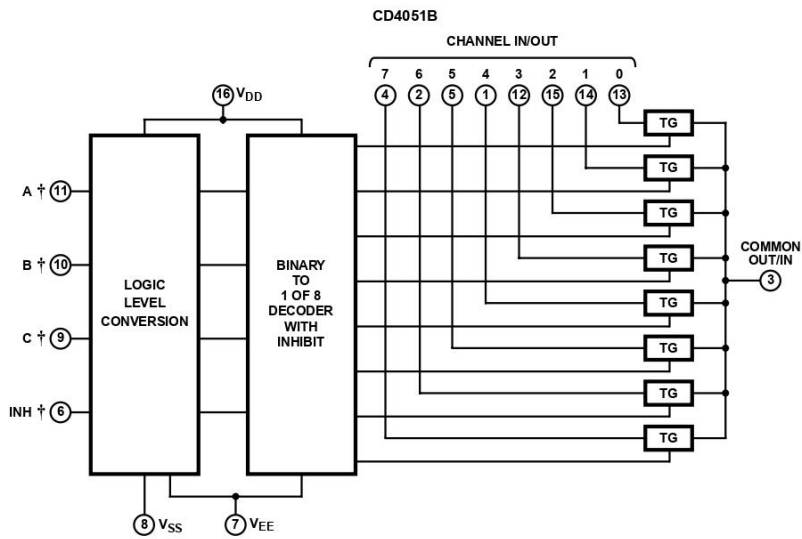 CD4051B
CHANNEL IN/OUT
7 6 5 4 3 2 1 0
4 2 5 1 12 15 14 13
16 VDD
TG
TG
TG
TG
TG
TG
TG
TG
A † 11
B † 10
C † 9
INH † 6
LOGIC
LEVEL
CONVERSION
BINARY
TO
1 OF 8
DECODER
WITH
INHIBIT
COMMON
OUT/IN
3
8 VSS
7 VEE